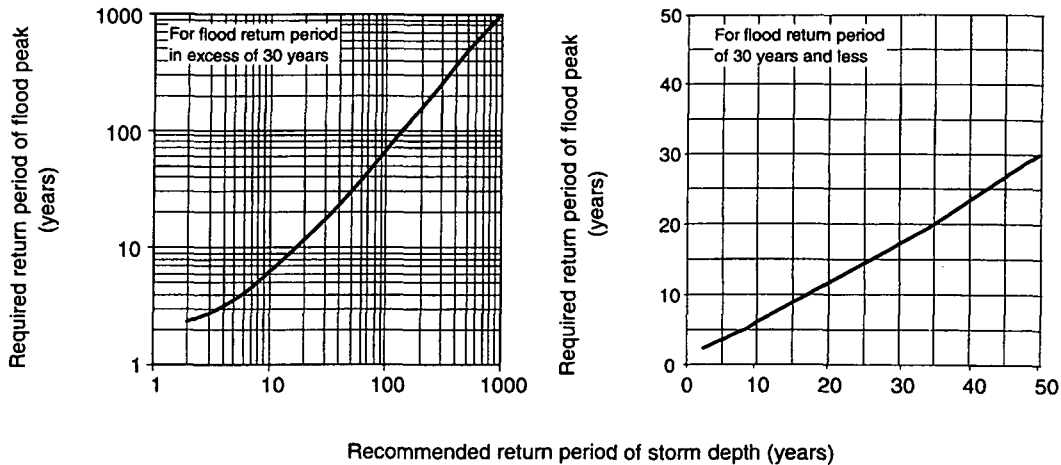 Required return period of flood peak
(years)
1000
100
10
1
For flood return period
in excess of 30 years
1 10 100 1000
Required return period of flood peak
(years)
50
40
30
20
10
0
For flood return period
of 30 years and less
0 10 20 30 40 50
Recommended return period of storm depth (years)